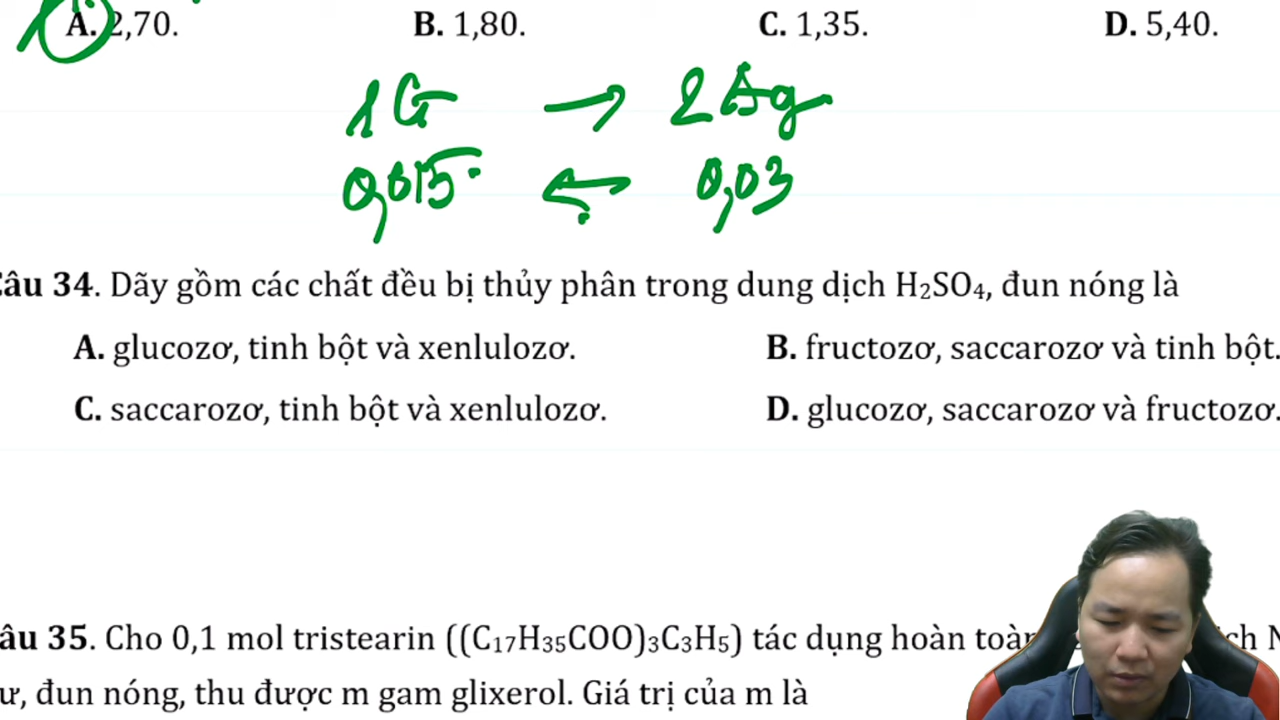 A. 2,70. B. 1,80. C. 1,35. D. 5,40.
1G → 2Ag
0,015 ← 0,03
Câu 34. Dãy gồm các chất đều bị thủy phân trong dung dịch H₂SO₄, đun nóng là
A. glucozơ, tinh bột và xenlulozơ. B. fructozơ, saccarozơ và tinh bột.
C. saccarozơ, tinh bột và xenlulozơ. D. glucozơ, saccarozơ và fructozơ.
âu 35. Cho 0,1 mol tristearin ((C₁₇H₃₅COO)₃C₃H₅) tác dụng hoàn toàn
ư, đun nóng, thu được m gam glixerol. Giá trị của m là